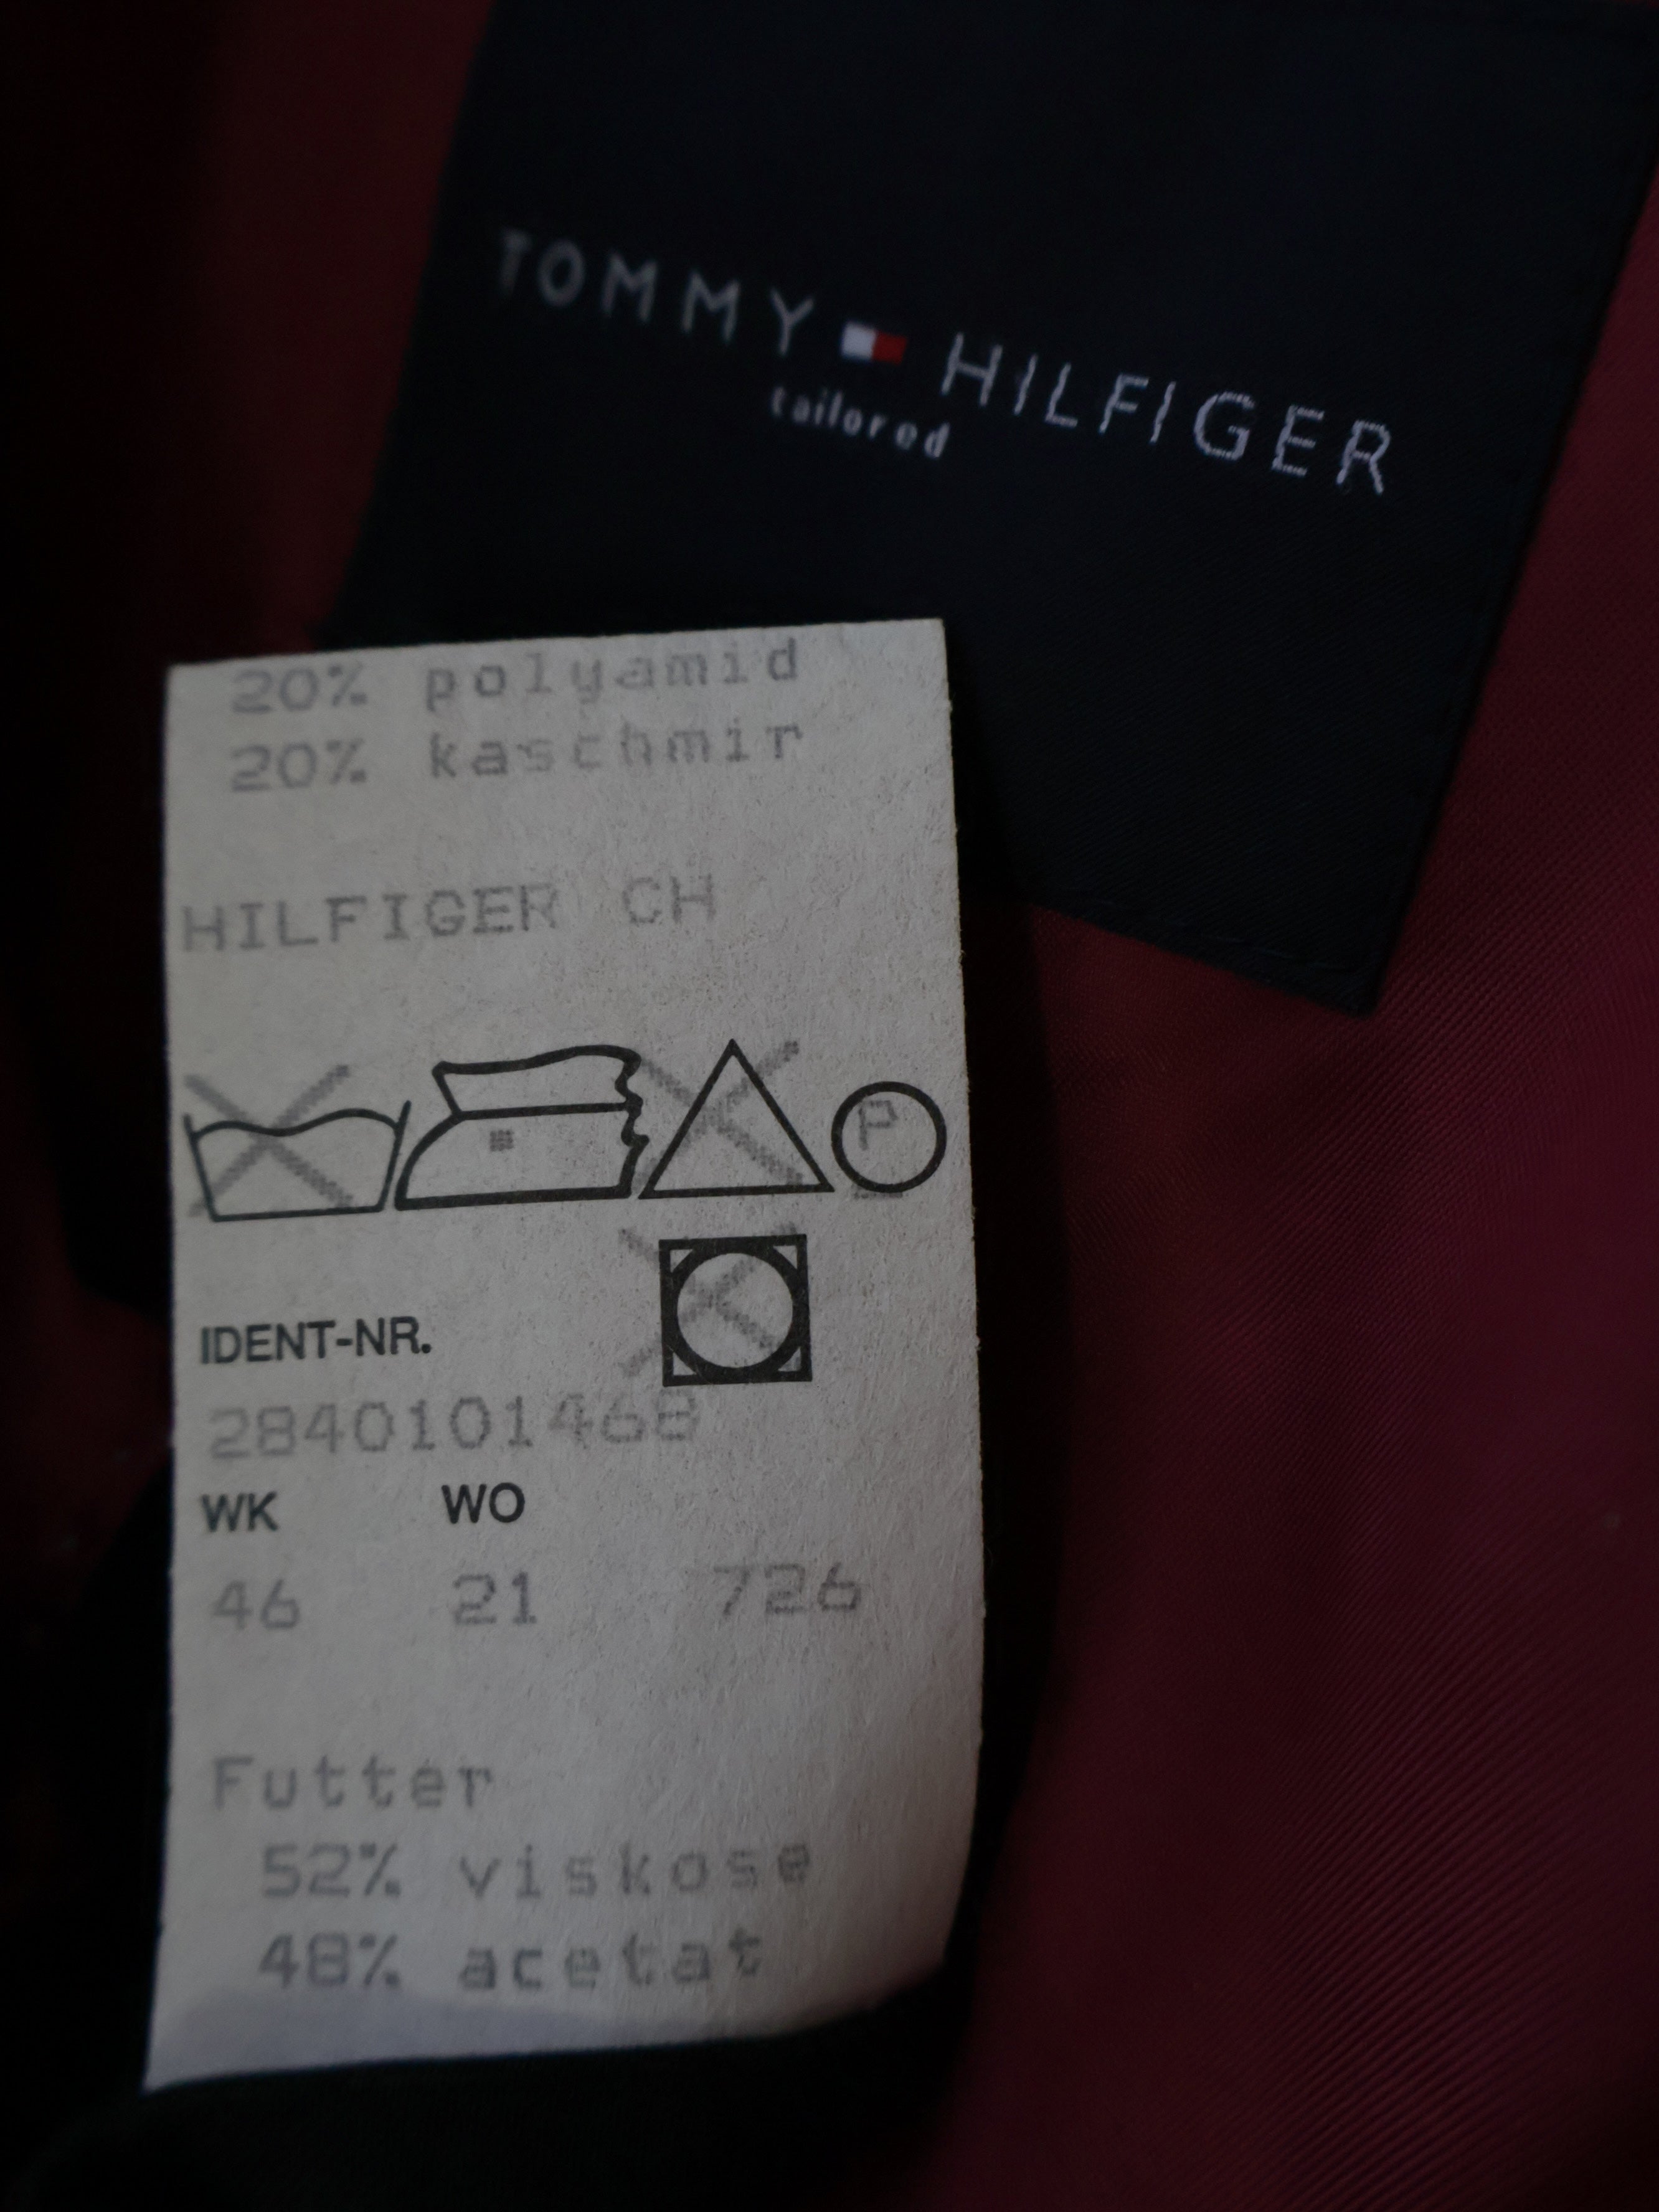 TOMMY HILFIGER
tailored
20% polyamid
20% kaschmir
HILFIGER CH
P
IDENT-NR.
2840101468
WK WO
46 21 726
Futter
52% viskose
48% acetat